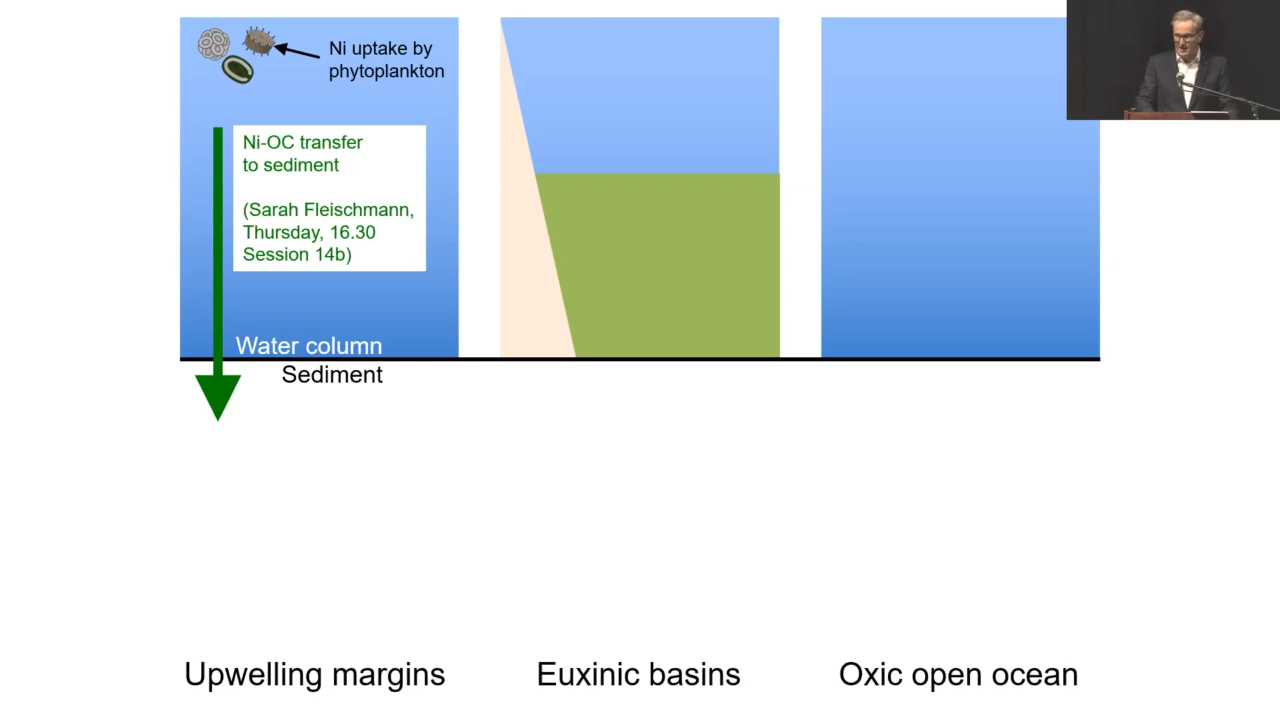 Ni uptake by
phytoplankton
Ni-OC transfer
to sediment
(Sarah Fleischmann,
Thursday, 16.30
Session 14b)
Water column
Sediment
Upwelling margins
Euxinic basins
Oxic open ocean